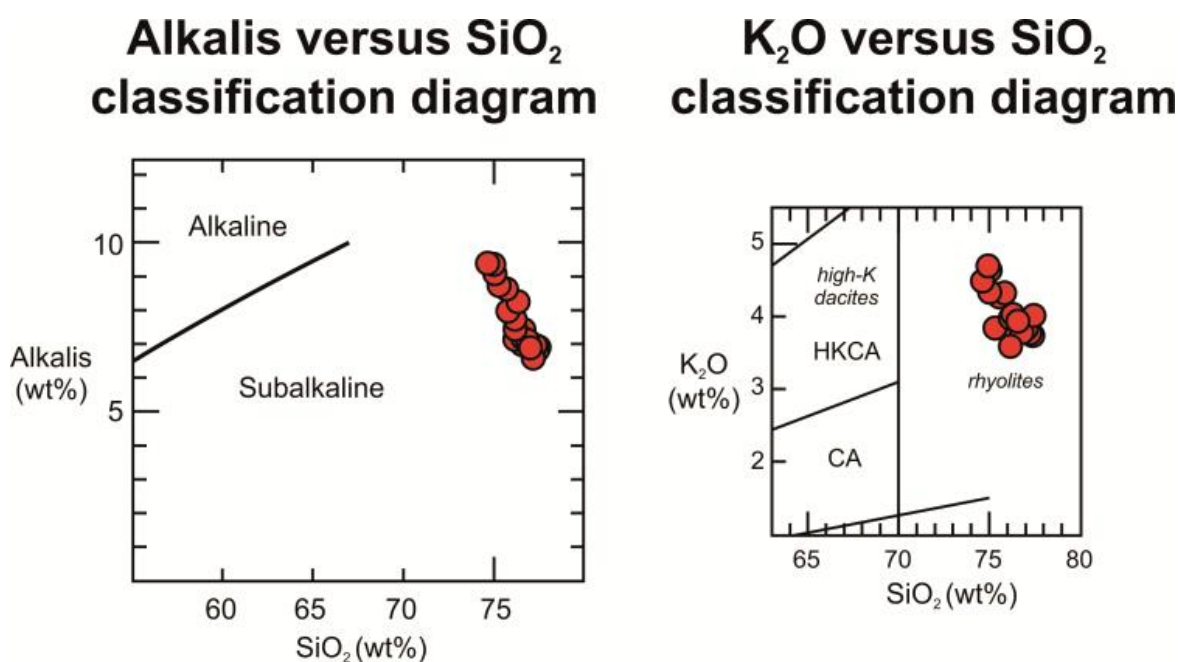 Alkalis versus SiO₂
classification diagram
Alkaline
10
Alkalis
(wt%)
Subalkaline
5
60 65 70 75
SiO₂ (wt%)
K₂O versus SiO₂
classification diagram
5
high-K
dacites
4
HKCA
K₂O
(wt%)
3
rhyolites
CA
2
65 70 75 80
SiO₂ (wt%)